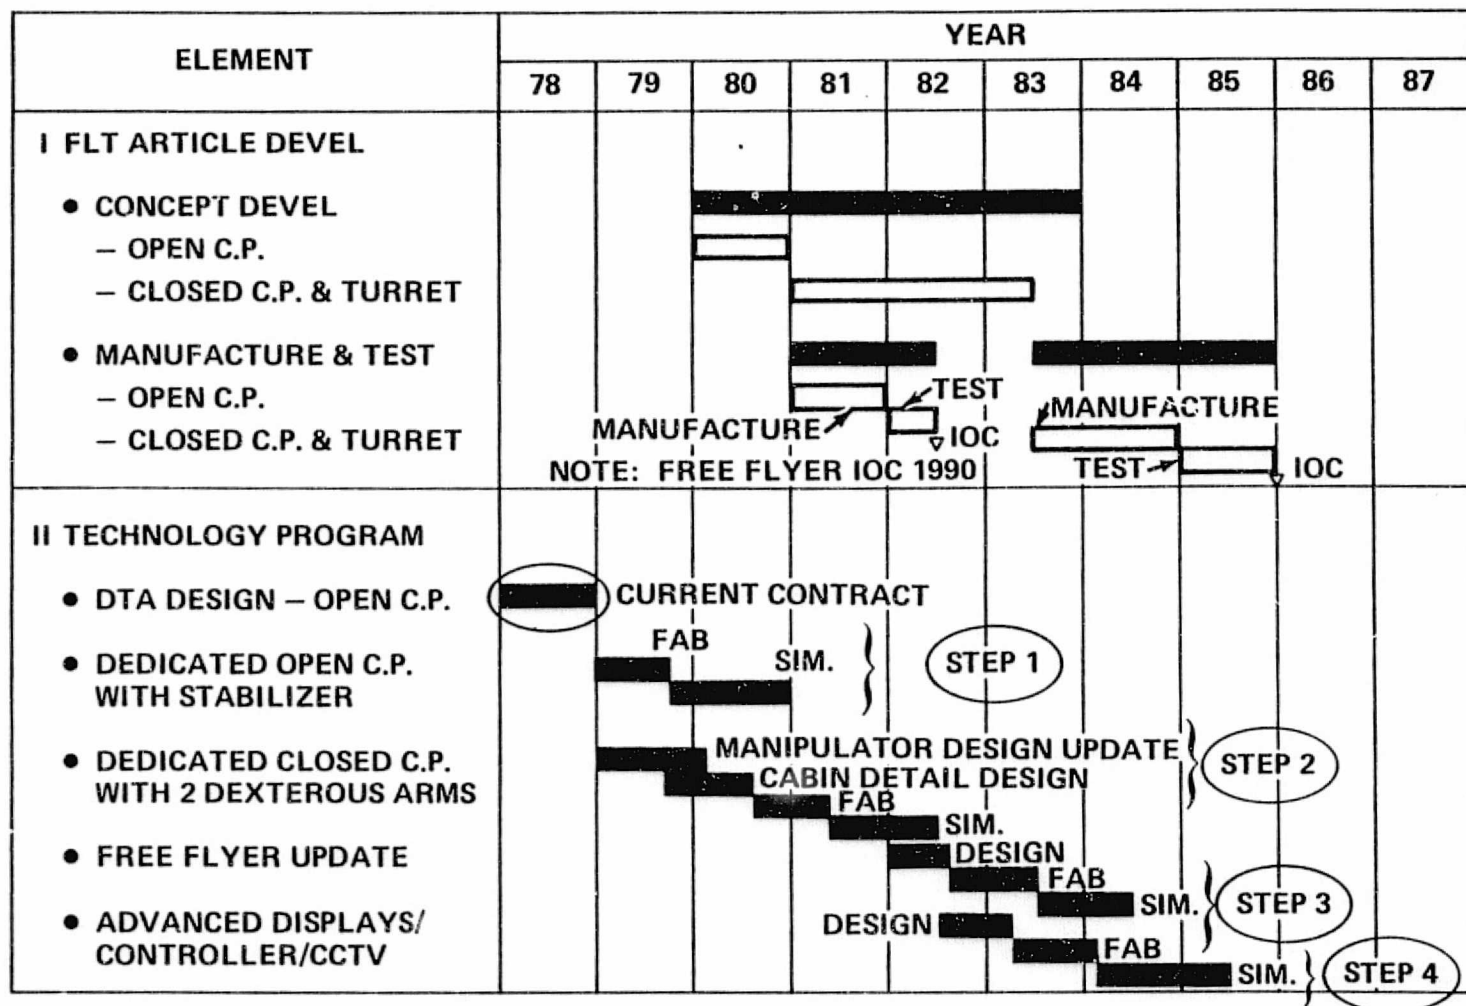 ELEMENT
YEAR
78 79 80 81 82 83 84 85 86 87
I FLT ARTICLE DEVEL
• CONCEPT DEVEL
– OPEN C.P.
– CLOSED C.P. & TURRET
• MANUFACTURE & TEST
– OPEN C.P.
– CLOSED C.P. & TURRET
TEST
MANUFACTURE
IOC
MANUFACTURE
TEST
IOC
NOTE: FREE FLYER IOC 1990
II TECHNOLOGY PROGRAM
• DTA DESIGN – OPEN C.P.
CURRENT CONTRACT
• DEDICATED OPEN C.P.
WITH STABILIZER
FAB
SIM.
STEP 1
• DEDICATED CLOSED C.P.
WITH 2 DEXTEROUS ARMS
MANIPULATOR DESIGN UPDATE
CABIN DETAIL DESIGN
FAB
SIM.
STEP 2
• FREE FLYER UPDATE
DESIGN
FAB
SIM.
STEP 3
• ADVANCED DISPLAYS/
CONTROLLER/CCTV
DESIGN
FAB
SIM.
STEP 4